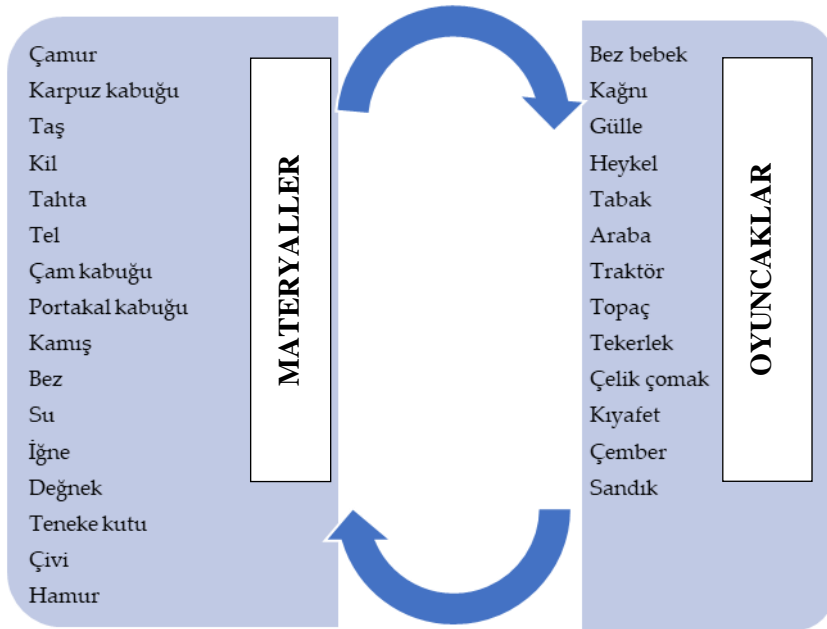 Çamur
Karpuz kabuğu
Taş
Kil
Tahta
Tel
Çam kabuğu
Portakal kabuğu
Kamış
Bez
Su
İğne
Değnek
Teneke kutu
Çivi
Hamur
MATERYALLER
Bez bebek
Kağnı
Gülle
Heykel
Tabak
Araba
Traktör
Topaç
Tekerlek
Çelik çomak
Kıyafet
Çember
Sandık
OYUNCAKLAR